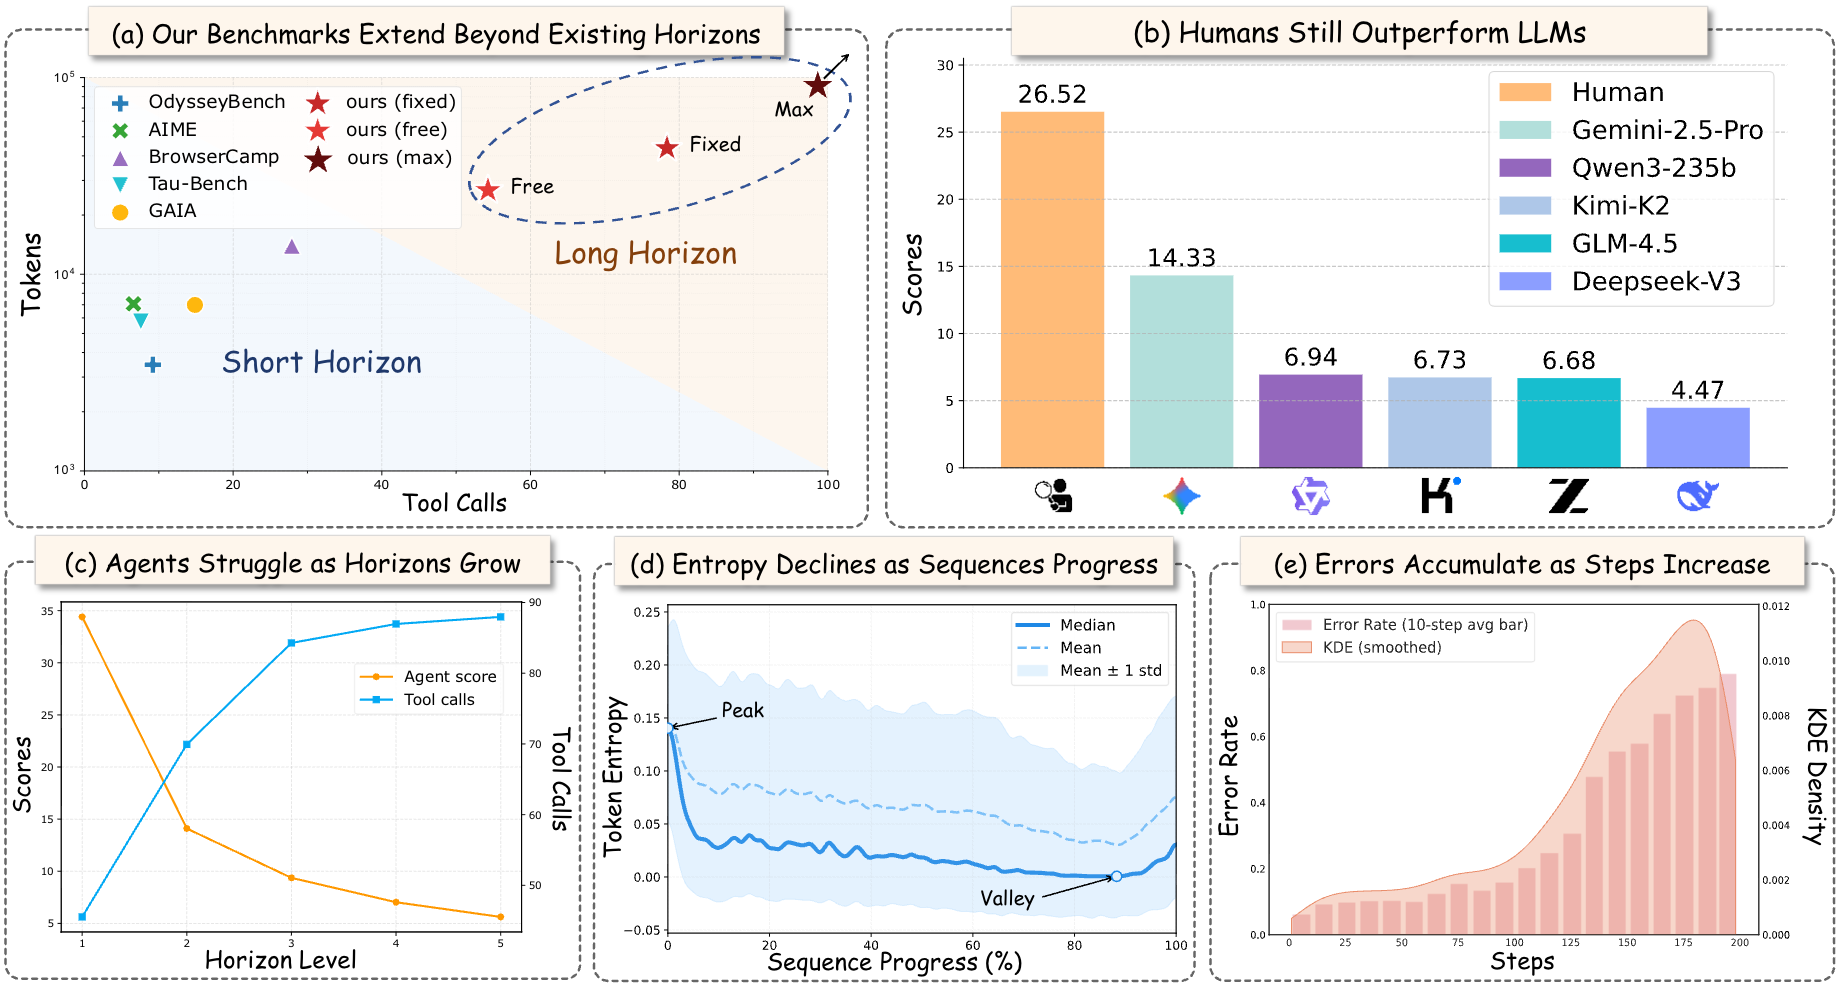 (a) Our Benchmarks Extend Beyond Existing Horizons
10⁵
10⁴
10³
Tokens
OdysseyBench
AIME
BrowserCamp
Tau-Bench
GAIA
ours (fixed)
ours (free)
ours (max)
Max
Fixed
Free
Long Horizon
Short Horizon
0 20 40 60 80 100
Tool Calls
(b) Humans Still Outperform LLMs
30
25
20
15
10
5
0
Scores
26.52
14.33
6.94
6.73
6.68
4.47
Human
Gemini-2.5-Pro
Qwen3-235b
Kimi-K2
GLM-4.5
Deepseek-V3
(c) Agents Struggle as Horizons Grow
35
30
25
20
15
10
5
Scores
Agent score
Tool calls
90
80
70
60
50
Tool Calls
1 2 3 4 5
Horizon Level
(d) Entropy Declines as Sequences Progress
0.25
0.20
0.15
0.10
0.05
0.00
−0.05
Token Entropy
Median
Mean
Mean ± 1 std
Peak
Valley
0 20 40 60 80 100
Sequence Progress (%)
(e) Errors Accumulate as Steps Increase
1.0
0.8
0.6
0.4
0.2
0.0
Error Rate
Error Rate (10-step avg bar)
KDE (smoothed)
0.012
0.010
0.008
0.006
0.004
0.002
0.000
KDE Density
0 25 50 75 100 125 150 175 200
Steps